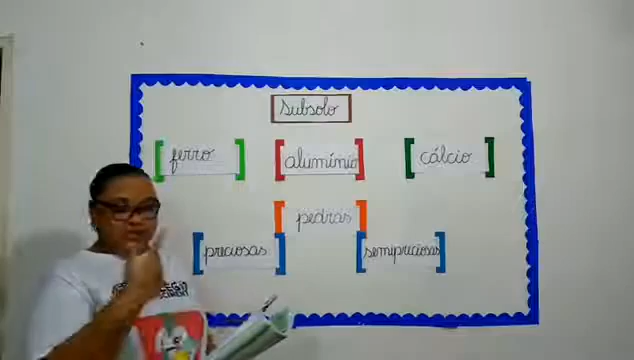 Subsolo
ferro
alumínio
cálcio
pedras
preciosas
semipreciosas